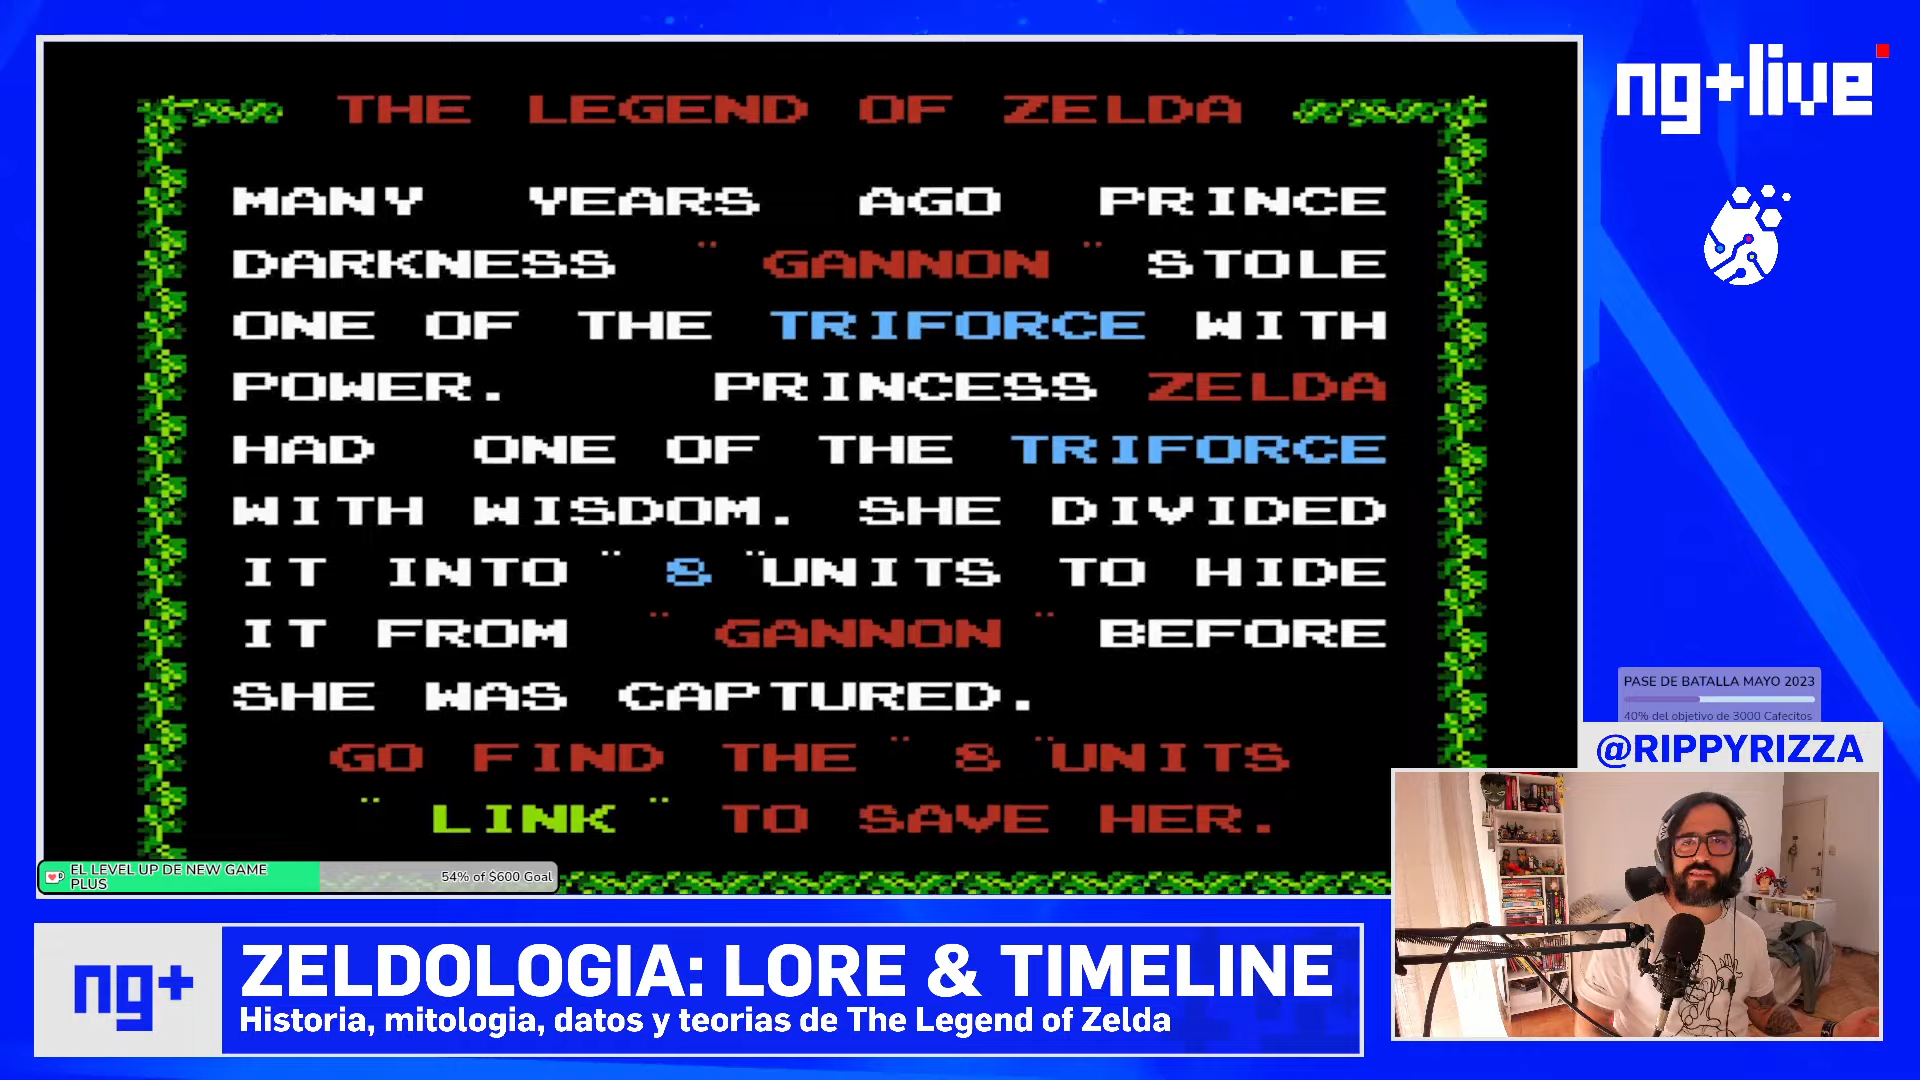 THE LEGEND OF ZELDA
MANY YEARS AGO PRINCE
DARKNESS "GANNON" STOLE
ONE OF THE TRIFORCE WITH
POWER. PRINCESS ZELDA
HAD ONE OF THE TRIFORCE
WITH WISDOM. SHE DIVIDED
IT INTO "8"UNITS TO HIDE
IT FROM "GANNON" BEFORE
SHE WAS CAPTURED.
GO FIND THE "8"UNITS
"LINK" TO SAVE HER.
EL LEVEL UP DE NEW GAME
PLUS
54% of $600 Goal
ng+live
PASE DE BATALLA MAYO 2023
40% del objetivo de 3000 Cafecitos
@RIPPYRIZZA
ng+
ZELDOLOGIA: LORE & TIMELINE
Historia, mitologia, datos y teorias de The Legend of Zelda